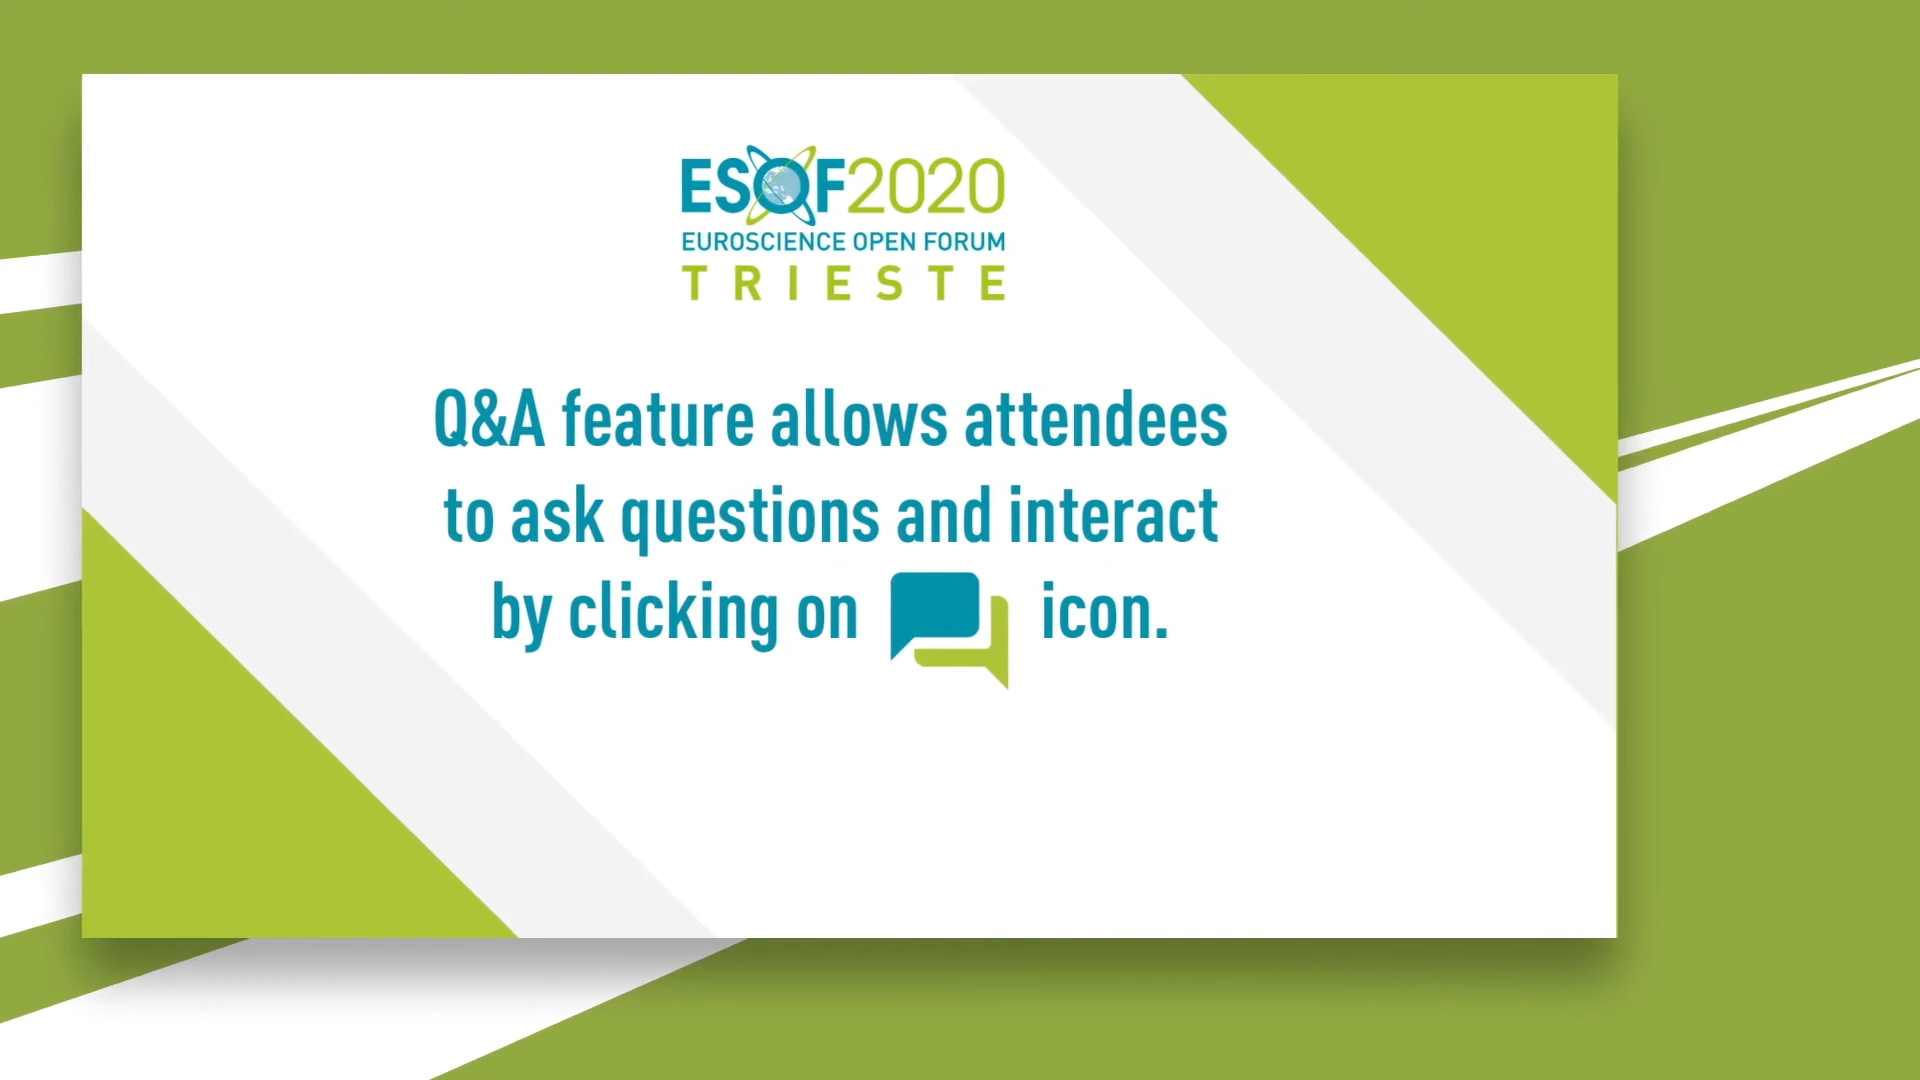 ESOF2020
EUROSCIENCE OPEN FORUM
TRIESTE
Q&A feature allows attendees
to ask questions and interact
by clicking on icon.